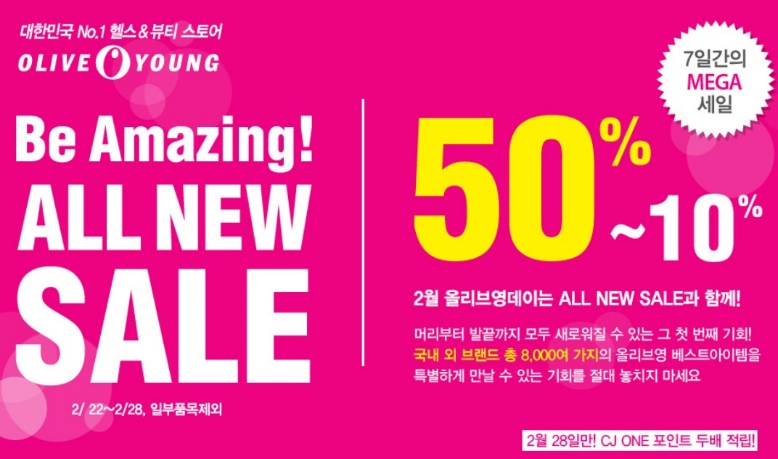 대한민국 No.1 헬스&뷰티 스토어
OLIVE YOUNG
Be Amazing!
ALL NEW
SALE
2/ 22~2/28, 일부품목제외
7일간의
MEGA
세일
50%
~10%
2월 올리브영데이는 ALL NEW SALE과 함께!
머리부터 발끝까지 모두 새로워질 수 있는 그 첫 번째 기회!
국내 외 브랜드 총 8,000여 가지의 올리브영 베스트아이템을
특별하게 만날 수 있는 기회를 절대 놓치지 마세요
2월 28일만! CJ ONE 포인트 두배 적립!